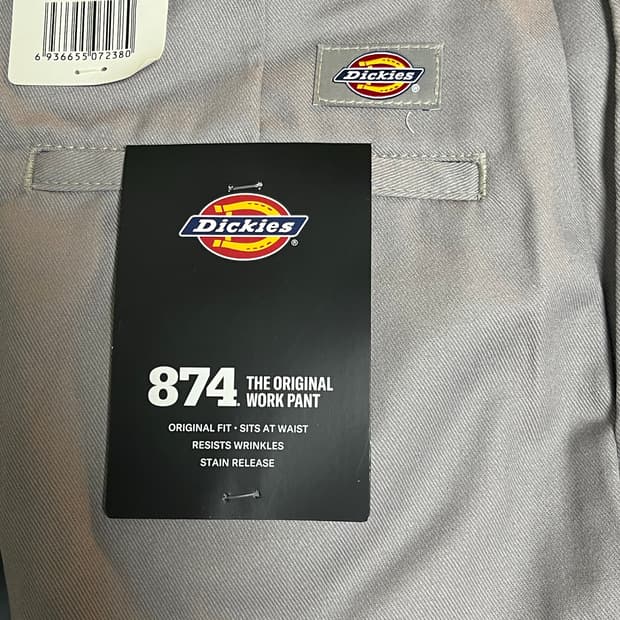 6 936655 072380
Dickies
®
Dickies
®
874® THE ORIGINAL
WORK PANT
ORIGINAL FIT • SITS AT WAIST
RESISTS WRINKLES
STAIN RELEASE